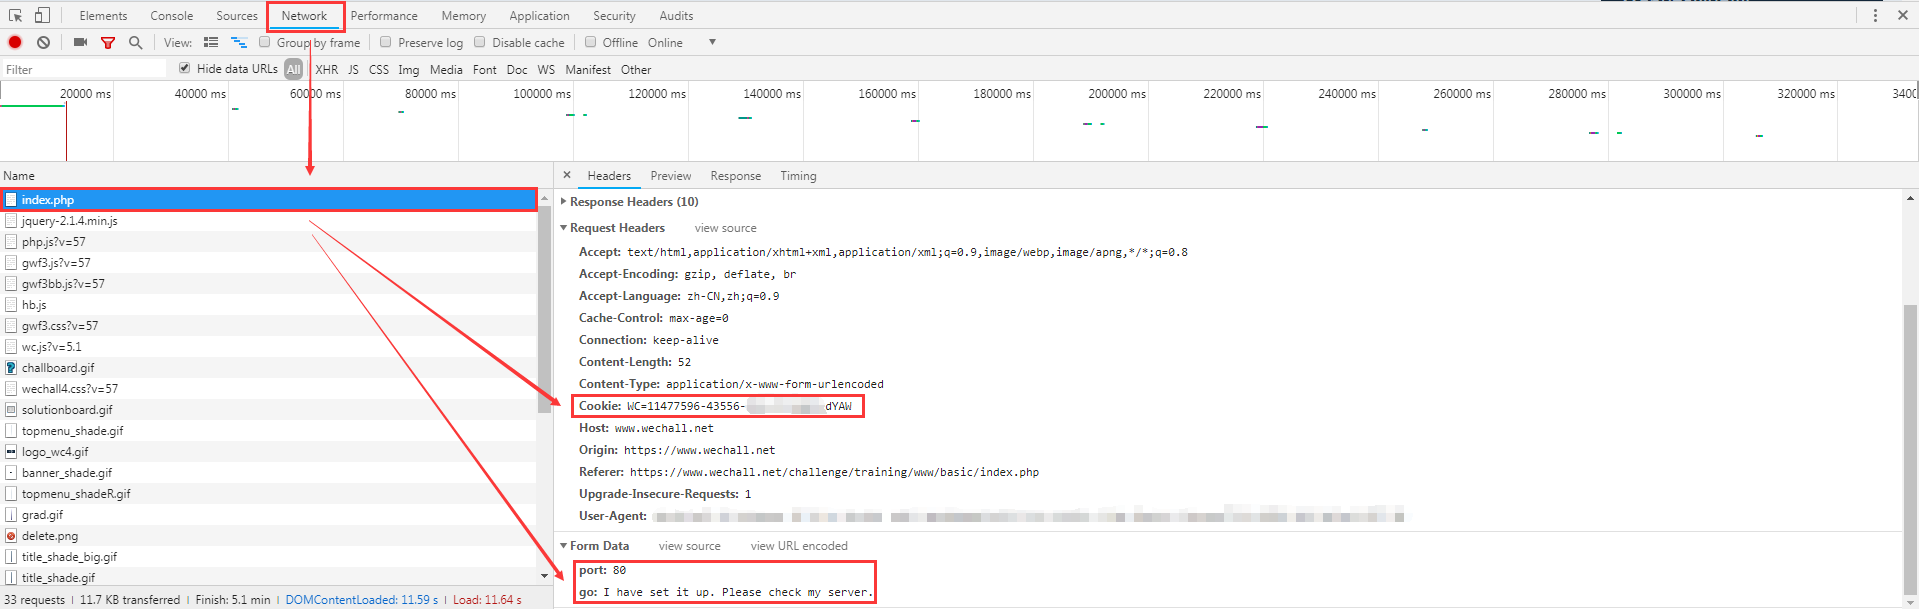 Elements Console Sources Network Performance Memory Application Security Audits
View: Group by frame Preserve log Disable cache Offline Online
Filter Hide data URLs All XHR JS CSS Img Media Font Doc WS Manifest Other
20000 ms 40000 ms 60000 ms 80000 ms 100000 ms 120000 ms 140000 ms 160000 ms 180000 ms 200000 ms 220000 ms 240000 ms 260000 ms 280000 ms 300000 ms 320000 ms 3400
Name
index.php
jquery-2.1.4.min.js
php.js?v=57
gwf3.js?v=57
gwf3bb.js?v=57
hb.js
gwf3.css?v=57
wc.js?v=5.1
challboard.gif
wechall4.css?v=57
solutionboard.gif
topmenu_shade.gif
logo_wc4.gif
banner_shade.gif
topmenu_shadeR.gif
grad.gif
delete.png
title_shade_big.gif
title_shade.gif
33 requests | 11.7 KB transferred | Finish: 5.1 min | DOMContentLoaded: 11.59 s | Load: 11.64 s
× Headers Preview Response Timing
Response Headers (10)
Request Headers view source
Accept: text/html,application/xhtml+xml,application/xml;q=0.9,image/webp,image/apng,*/*;q=0.8
Accept-Encoding: gzip, deflate, br
Accept-Language: zh-CN,zh;q=0.9
Cache-Control: max-age=0
Connection: keep-alive
Content-Length: 52
Content-Type: application/x-www-form-urlencoded
Cookie: WC=11477596-43556- dYAW
Host: www.wechall.net
Origin: https://www.wechall.net
Referer: https://www.wechall.net/challenge/training/www/basic/index.php
Upgrade-Insecure-Requests: 1
User-Agent:
Form Data view source view URL encoded
port: 80
go: I have set it up. Please check my server.